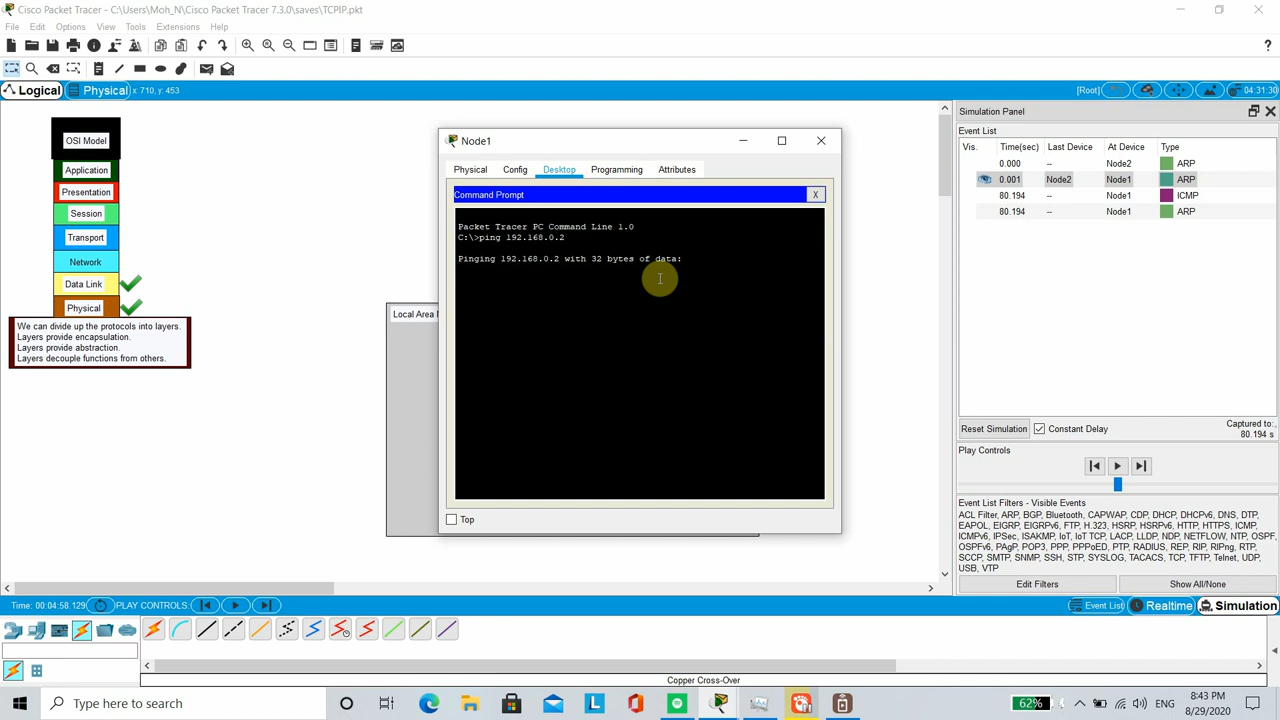 Cisco Packet Tracer - C:\Users\Moh_N\Cisco Packet Tracer 7.3.0\saves\TCPIP.pkt
File Edit Options View Tools Extensions Help
?
Logical Physical x: 710, y: 453 [Root] 04:31:30
OSI Model
Application
Presentation
Session
Transport
Network
Data Link
Physical
We can divide up the protocols into layers.
Layers provide encapsulation.
Layers provide abstraction.
Layers decouple functions from others.
Local Area
Node1
Physical Config Desktop Programming Attributes
Command Prompt X
Packet Tracer PC Command Line 1.0
C:\>ping 192.168.0.2
Pinging 192.168.0.2 with 32 bytes of data:
Top
Simulation Panel
Event List
Vis. Time(sec) Last Device At Device Type
0.000 -- Node2 ARP
0.001 Node2 Node1 ARP
80.194 -- Node1 ICMP
80.194 -- Node1 ARP
Reset Simulation Constant Delay Captured to:
80.194 s
Play Controls
Event List Filters - Visible Events
ACL Filter, ARP, BGP, Bluetooth, CAPWAP, CDP, DHCP, DHCPv6, DNS, DTP,
EAPOL, EIGRP, EIGRPv6, FTP, H.323, HSRP, HSRPv6, HTTP, HTTPS, ICMP,
ICMPv6, IPSec, ISAKMP, IoT, IoT TCP, LACP, LLDP, NDP, NETFLOW, NTP, OSPF,
OSPFv6, PAgP, POP3, PPP, PPPoED, PTP, RADIUS, REP, RIP, RIPng, RTP,
SCCP, SMTP, SNMP, SSH, STP, SYSLOG, TACACS, TCP, TFTP, Telnet, UDP,
USB, VTP
Edit Filters Show All/None
Time: 00:04:58.129 PLAY CONTROLS: Event List Realtime Simulation
Copper Cross-Over
Type here to search
62%
8:43 PM
8/29/2020